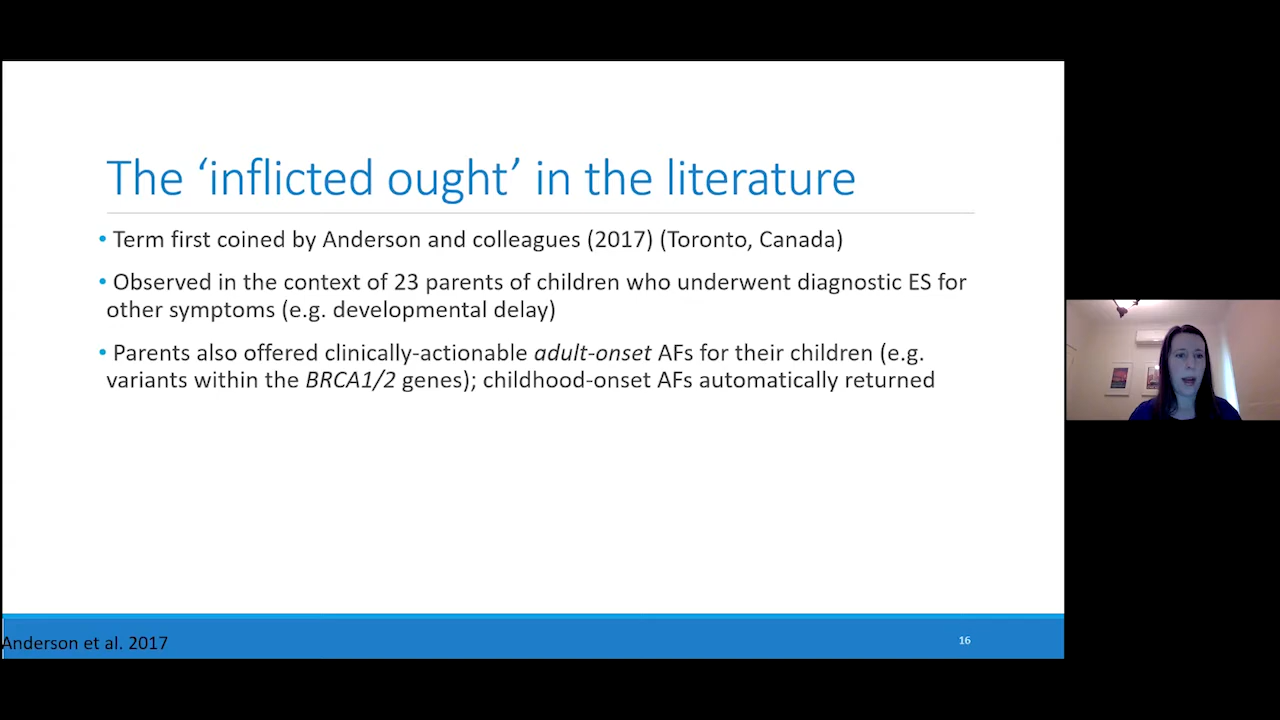 The ‘inflicted ought’ in the literature
• Term first coined by Anderson and colleagues (2017) (Toronto, Canada)
• Observed in the context of 23 parents of children who underwent diagnostic ES for
other symptoms (e.g. developmental delay)
• Parents also offered clinically-actionable adult-onset AFs for their children (e.g.
variants within the BRCA1/2 genes); childhood-onset AFs automatically returned
Anderson et al. 2017
16